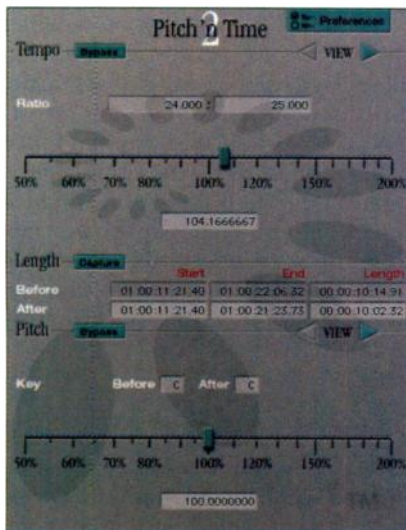 Pitch 'n Time 2
Preferences
Tempo Bypass VIEW
Ratio 24.000 : 25.000
50% 60% 70% 80% 100% 120% 150% 200%
104.1666667
Length Capture
Start End Length
Before 01:00:11:21.40 01:00:22:06.32 00:00:10:14.91
After 01:00:11:21.40 01:00:21:23.73 00:00:10:02.32
Pitch Bypass VIEW
Key Before C After C
50% 60% 70% 80% 100% 120% 150% 200%
100.0000000
TM